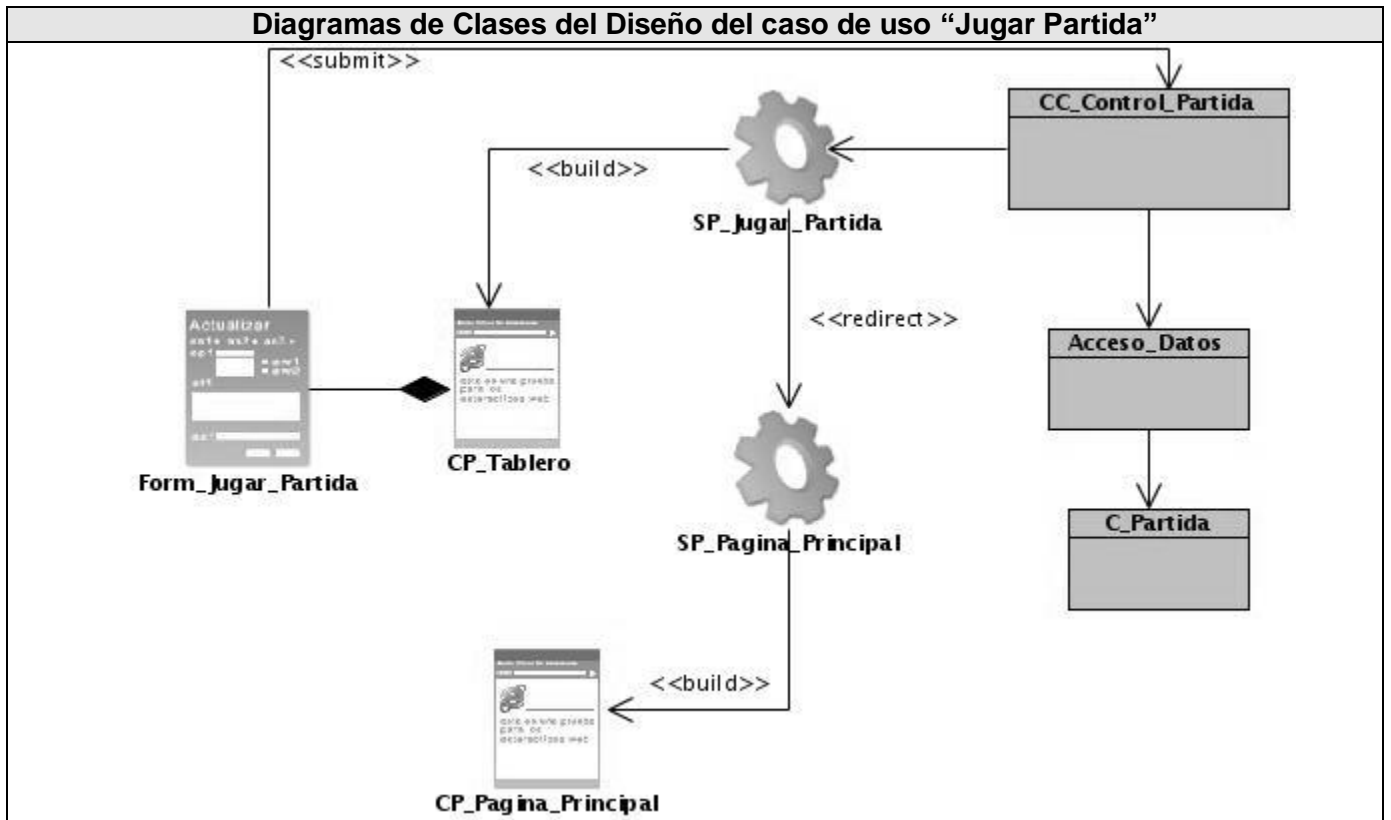 Diagramas de Clases del Diseño del caso de uso “Jugar Partida”
<<submit>>
CC_Control_Partida
<<build>>
SP_Jugar_Partida
<<redirect>>
Actualizar
Acceso_Datos
CP_Tablero
Form_Jugar_Partida
C_Partida
SP_Pagina_Principal
<<build>>
CP_Pagina_Principal